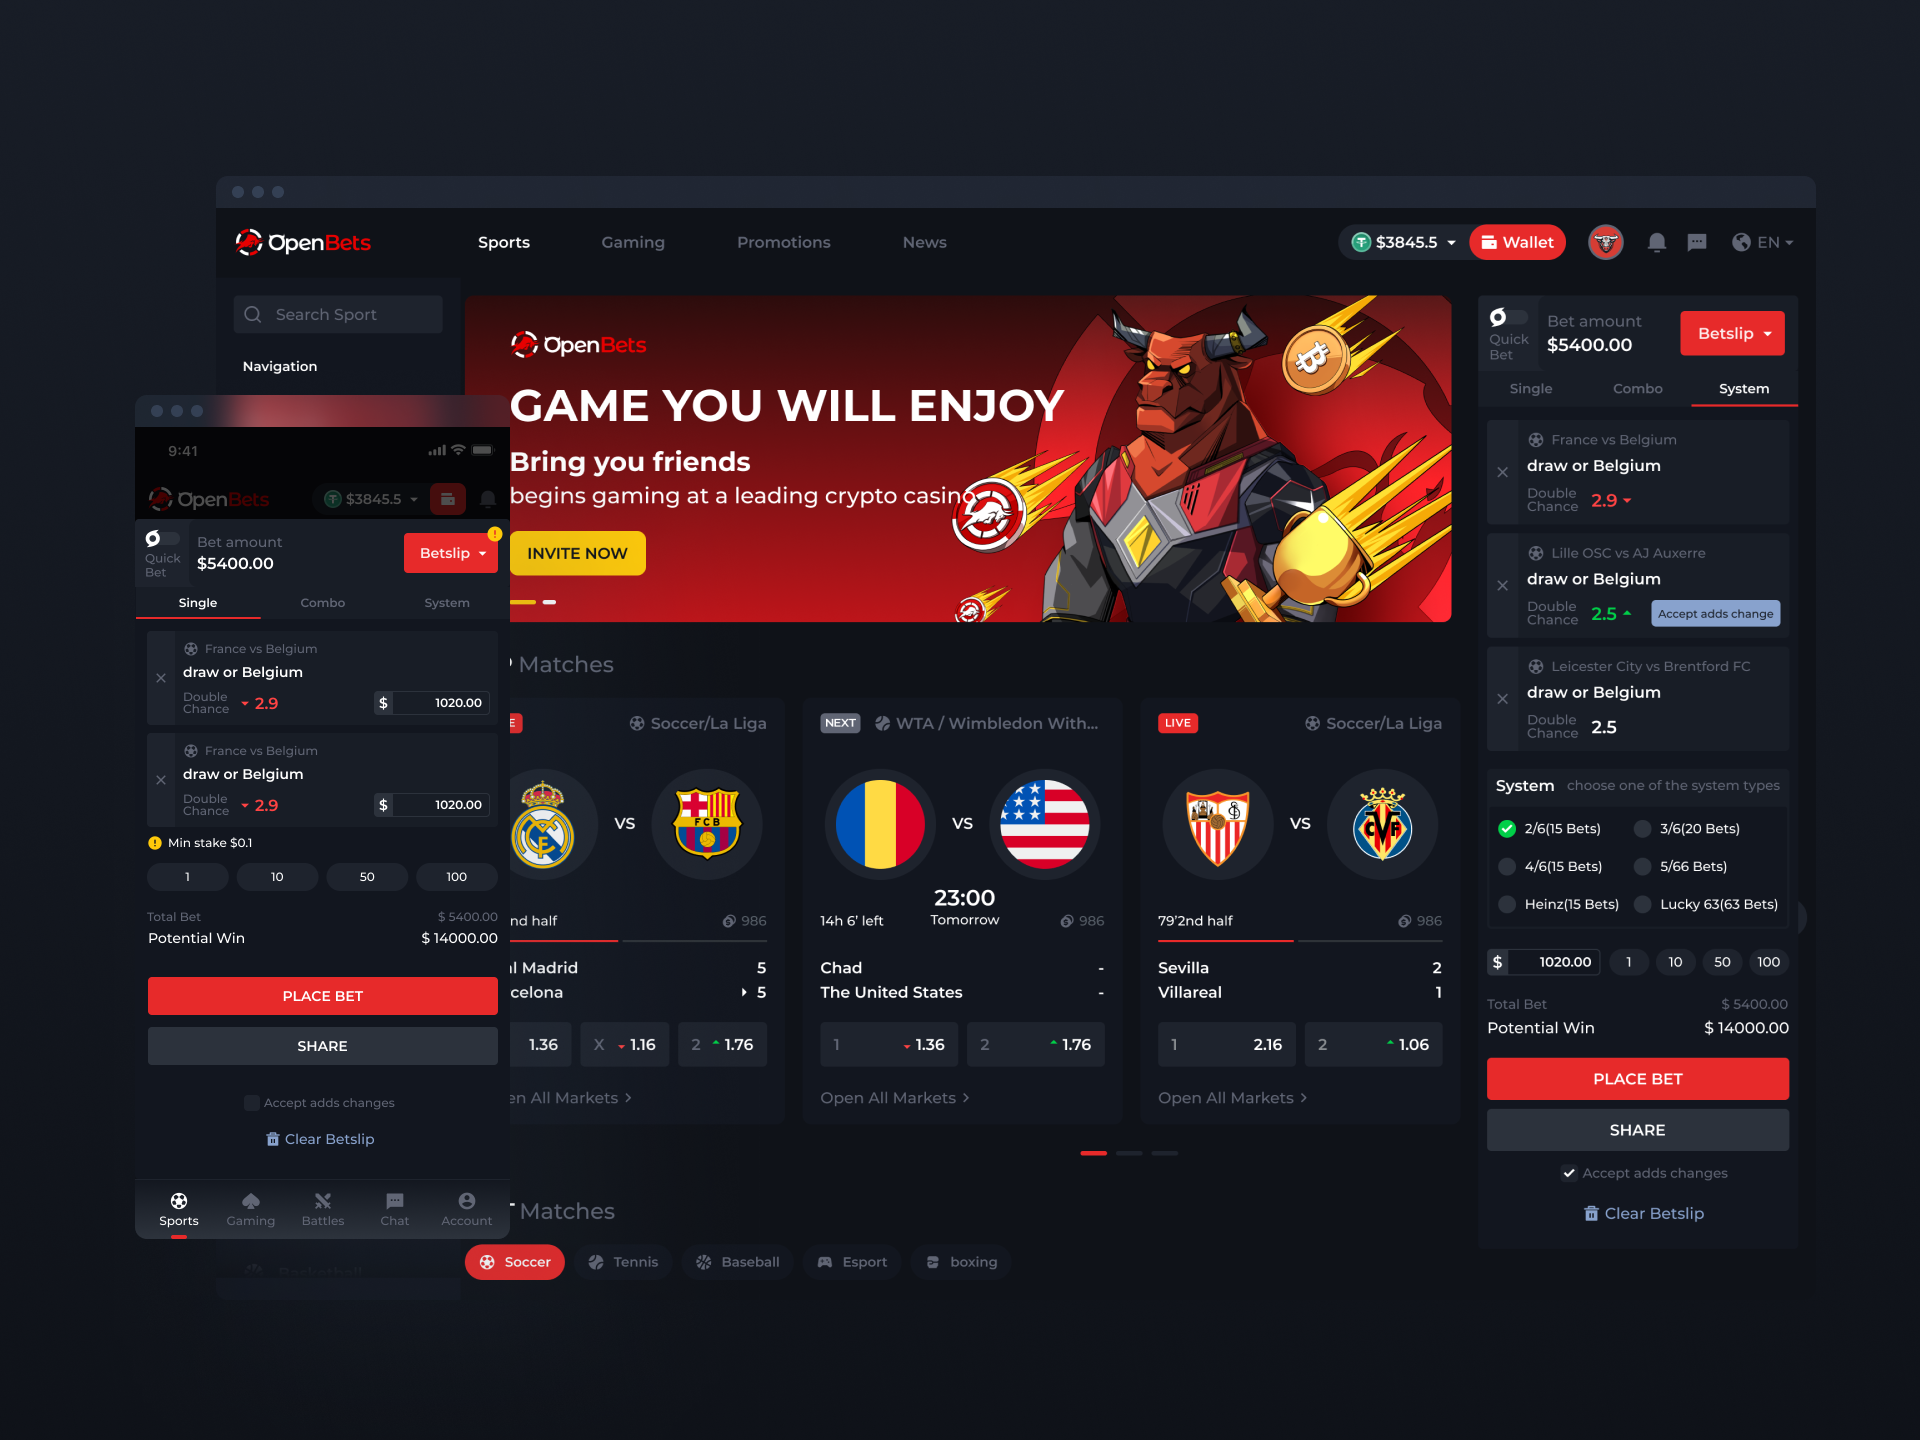 OpenBets
Sports
Gaming
Promotions
News
$3845.5
Wallet
EN
Search Sport
Navigation
OpenBets
GAME YOU WILL ENJOY
Bring you friends
begins gaming at a leading crypto casino
INVITE NOW
Matches
Soccer/La Liga
VS
nd half
986
al Madrid
5
celona
5
1.36
X
1.16
2
1.76
en All Markets
NEXT
WTA / Wimbledon With...
VS
23:00
14h 6' left
Tomorrow
986
Chad
-
The United States
-
1
1.36
2
1.76
Open All Markets
LIVE
Soccer/La Liga
VS
79'2nd half
986
Sevilla
2
Villareal
1
1
2.16
2
1.06
Open All Markets
Matches
Soccer
Tennis
Baseball
Esport
boxing
Basketball
Quick
Bet
Bet amount
$5400.00
Betslip
Single
Combo
System
France vs Belgium
draw or Belgium
Double
Chance
2.9
Lille OSC vs AJ Auxerre
draw or Belgium
Double
Chance
2.5
Accept adds change
Leicester City vs Brentford FC
draw or Belgium
Double
Chance
2.5
System
choose one of the system types
2/6(15 Bets)
3/6(20 Bets)
4/6(15 Bets)
5/66 Bets)
Heinz(15 Bets)
Lucky 63(63 Bets)
$
1020.00
1
10
50
100
Total Bet
$ 5400.00
Potential Win
$ 14000.00
PLACE BET
SHARE
Accept adds changes
Clear Betslip
9:41
OpenBets
$3845.5
Quick
Bet
Bet amount
$5400.00
Betslip
Single
Combo
System
France vs Belgium
draw or Belgium
Double
Chance
2.9
$
1020.00
France vs Belgium
draw or Belgium
Double
Chance
2.9
$
1020.00
Min stake $0.1
1
10
50
100
Total Bet
$ 5400.00
Potential Win
$ 14000.00
PLACE BET
SHARE
Accept adds changes
Clear Betslip
Sports
Gaming
Battles
Chat
Account